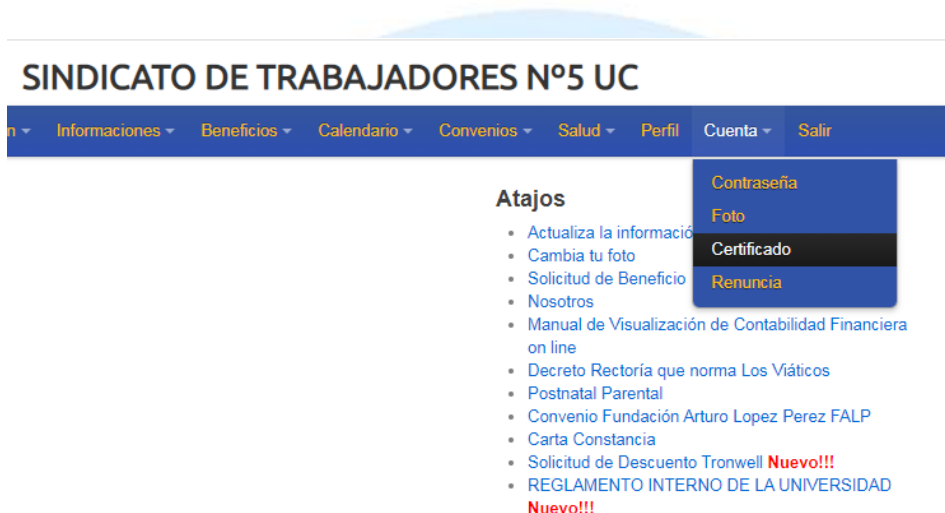 SINDICATO DE TRABAJADORES Nº5 UC
n Informaciones Beneficios Calendario Convenios Salud Perfil Cuenta Salir
Contraseña
Foto
Certificado
Renuncia
Atajos
Actualiza la informació
Cambia tu foto
Solicitud de Beneficio
Nosotros
Manual de Visualización de Contabilidad Financiera
on line
Decreto Rectoría que norma Los Viáticos
Postnatal Parental
Convenio Fundación Arturo Lopez Perez FALP
Carta Constancia
Solicitud de Descuento Tronwell Nuevo!!!
REGLAMENTO INTERNO DE LA UNIVERSIDAD
Nuevo!!!